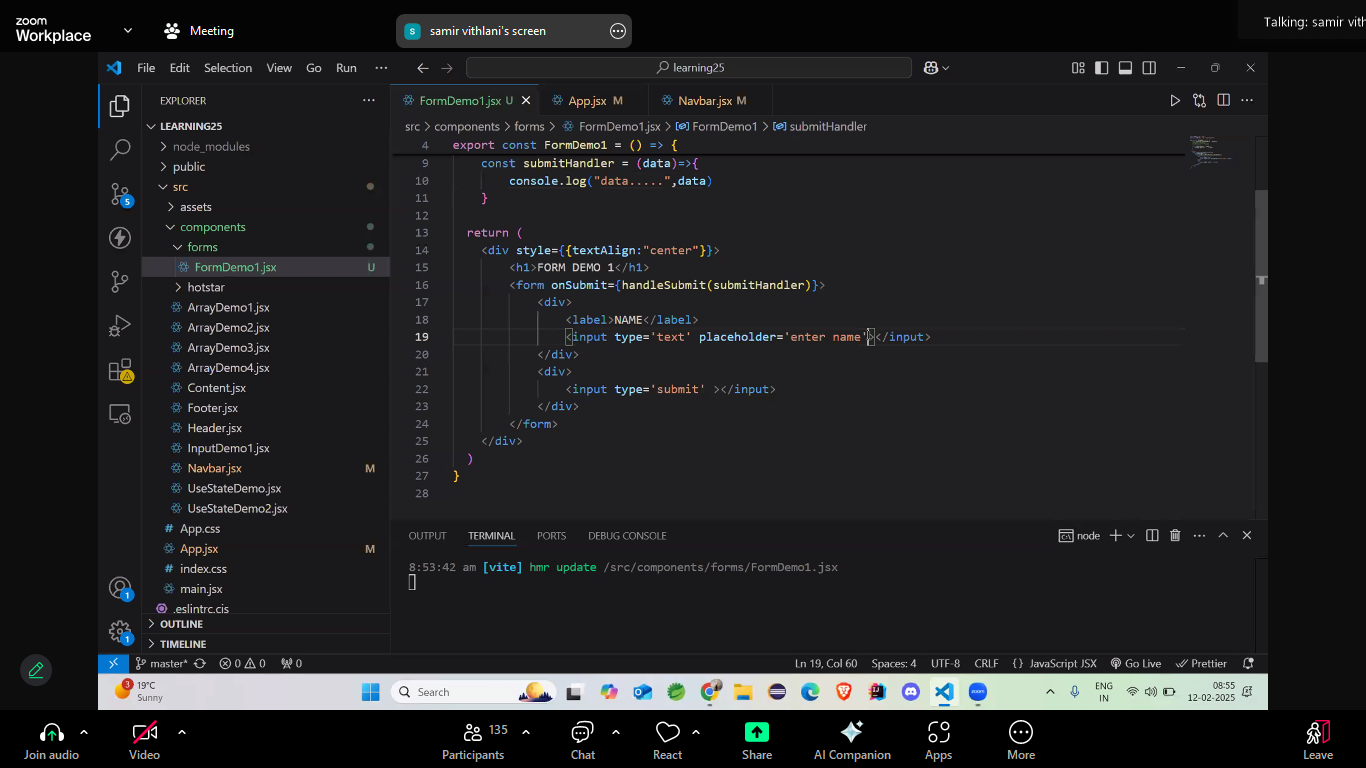 zoom
Workplace
Meeting
S samir vithlani's screen
Talking: samir vith
File Edit Selection View Go Run ...
learning25
EXPLORER
LEARNING25
node_modules
public
src
assets
components
forms
FormDemo1.jsx U
hotstar
ArrayDemo1.jsx
ArrayDemo2.jsx
ArrayDemo3.jsx
ArrayDemo4.jsx
Content.jsx
Footer.jsx
Header.jsx
InputDemo1.jsx
Navbar.jsx M
UseStateDemo.jsx
UseStateDemo2.jsx
App.css
App.jsx M
index.css
main.jsx
.eslintrc.cjs
OUTLINE
TIMELINE
5
1
1
FormDemo1.jsx U
App.jsx M
Navbar.jsx M
src > components > forms > FormDemo1.jsx > FormDemo1 > submitHandler
4 export const FormDemo1 = () => {
9 const submitHandler = (data)=>{
10 console.log("data.....",data)
11 }
12
13 return (
14 <div style={{textAlign:"center"}}>
15 <h1>FORM DEMO 1</h1>
16 <form onSubmit={handleSubmit(submitHandler)}>
17 <div>
18 <label>NAME</label>
19 <input type='text' placeholder='enter name'></input>
20 </div>
21 <div>
22 <input type='submit' ></input>
23 </div>
24 </form>
25 </div>
26 )
27 }
28
OUTPUT TERMINAL PORTS DEBUG CONSOLE
node
8:53:42 am [vite] hmr update /src/components/forms/FormDemo1.jsx
master* 0 0 0
Ln 19, Col 60 Spaces: 4 UTF-8 CRLF {} JavaScript JSX Go Live Prettier
3 19°C
Sunny
Search
zoom
ENG
IN
08:55
12-02-2025
Join audio
Video
Participants 135
Chat
React
Share
AI Companion
Apps
More
Leave